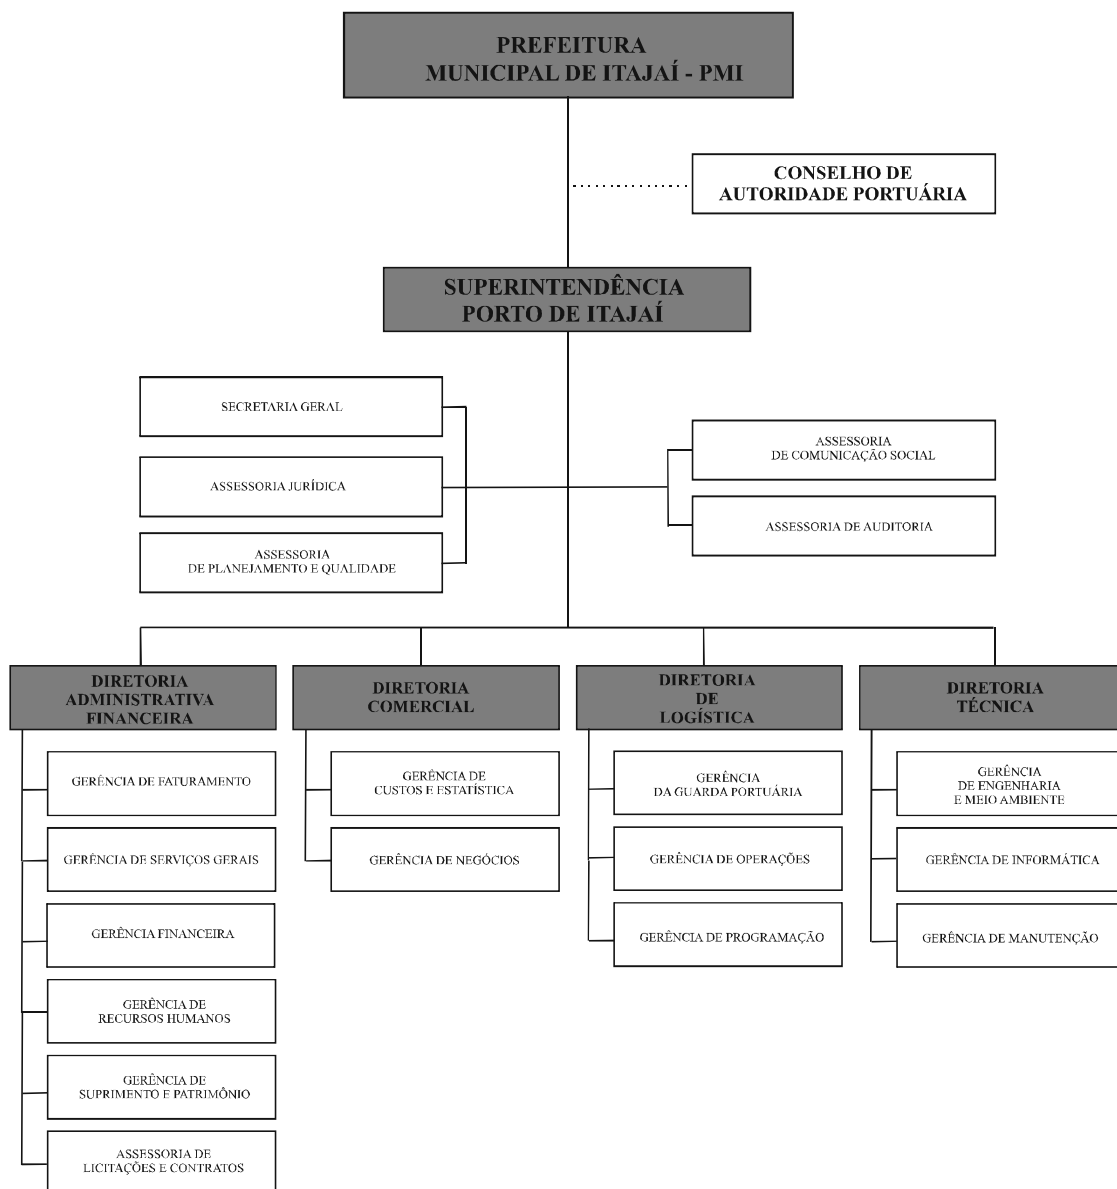 PREFEITURA
MUNICIPAL DE ITAJAÍ - PMI
CONSELHO DE
AUTORIDADE PORTUÁRIA
SUPERINTENDÊNCIA
PORTO DE ITAJAÍ
SECRETARIA GERAL
ASSESSORIA JURÍDICA
ASSESSORIA
DE PLANEJAMENTO E QUALIDADE
ASSESSORIA
DE COMUNICAÇÃO SOCIAL
ASSESSORIA DE AUDITORIA
DIRETORIA
ADMINISTRATIVA
FINANCEIRA
GERÊNCIA DE FATURAMENTO
GERÊNCIA DE SERVIÇOS GERAIS
GERÊNCIA FINANCEIRA
GERÊNCIA DE
RECURSOS HUMANOS
GERÊNCIA DE
SUPRIMENTO E PATRIMÔNIO
ASSESSORIA DE
LICITAÇÕES E CONTRATOS
DIRETORIA
COMERCIAL
GERÊNCIA DE
CUSTOS E ESTATÍSTICA
GERÊNCIA DE NEGÓCIOS
DIRETORIA
DE
LOGÍSTICA
GERÊNCIA
DA GUARDA PORTUÁRIA
GERÊNCIA DE OPERAÇÕES
GERÊNCIA DE PROGRAMAÇÃO
DIRETORIA
TÉCNICA
GERÊNCIA
DE ENGENHARIA
E MEIO AMBIENTE
GERÊNCIA DE INFORMÁTICA
GERÊNCIA DE MANUTENÇÃO